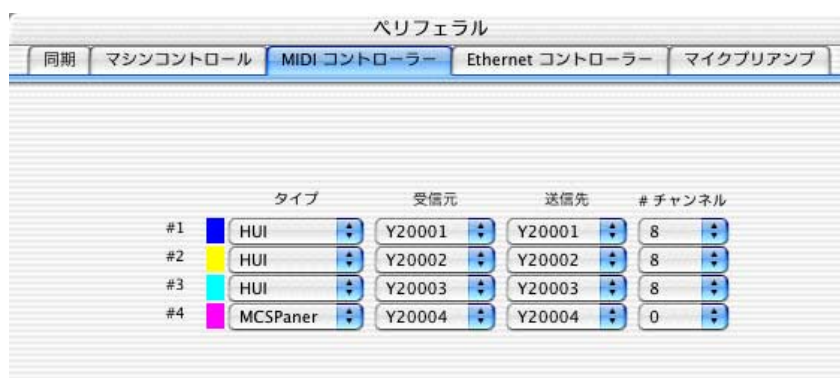 ペリフェラル
同期 マシンコントロール MIDI コントローラー Ethernet コントローラー マイクプリアンプ
タイプ 受信元 送信先 # チャンネル
#1 HUI Y20001 Y20001 8
#2 HUI Y20002 Y20002 8
#3 HUI Y20003 Y20003 8
#4 MCSPaner Y20004 Y20004 0